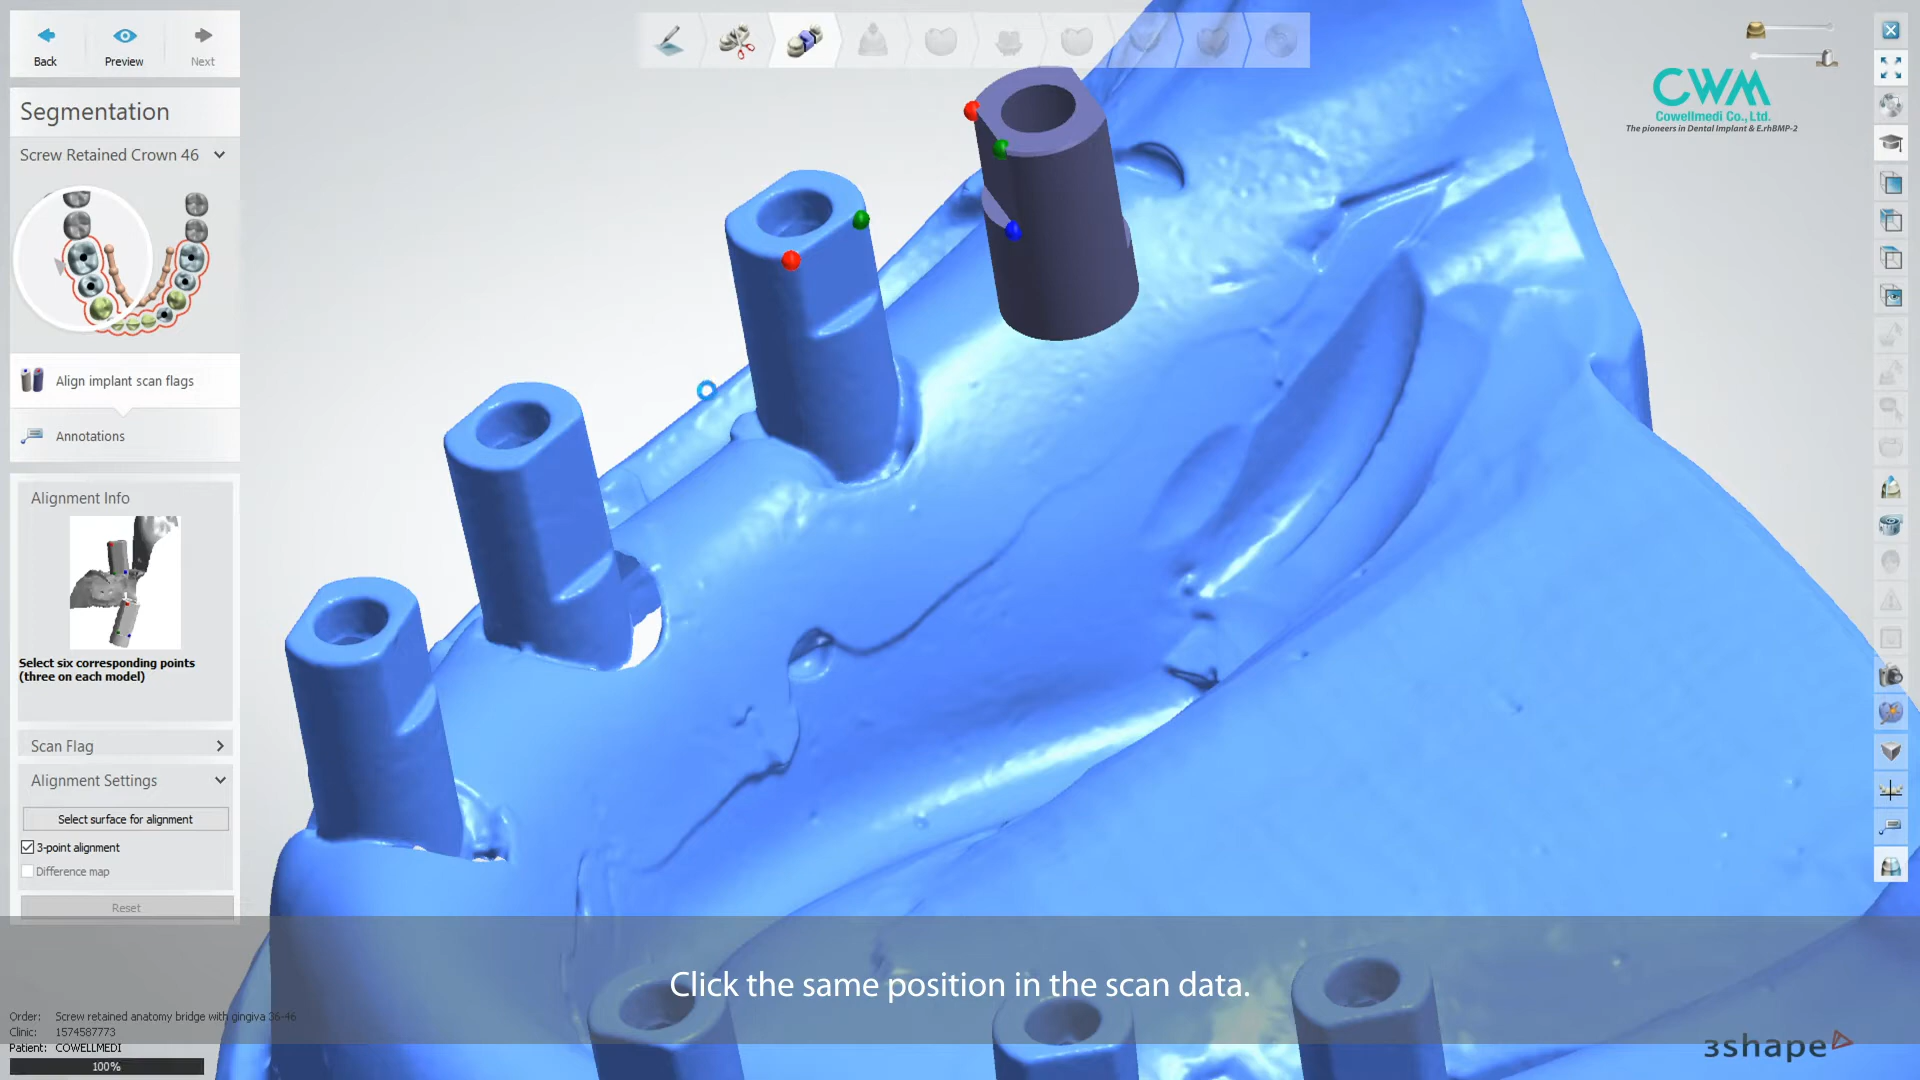 Back
Preview
Next
Segmentation
Screw Retained Crown 46
Align implant scan flags
Annotations
Alignment Info
Select six corresponding points
(three on each model)
Scan Flag
Alignment Settings
Select surface for alignment
3-point alignment
Difference map
Reset
CWM
Cowellmedi Co., Ltd.
The pioneers in Dental Implant & E.rhBMP-2
Click the same position in the scan data.
Order: Screw retained anatomy bridge with gingiva 36-46
Clinic: 1574587773
Patient: COWELLMEDI
100%
3shape